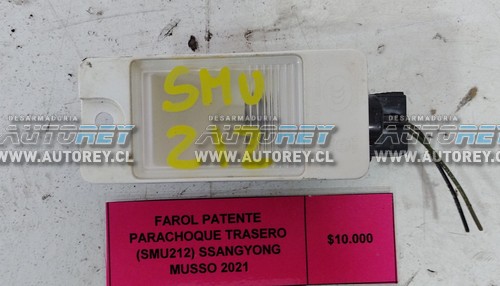 DESARMADURIA DESARMADURIA DESARMADURIA
AUTOREY AUTOREY AUTOREY
WWW.AUTOREY.CL WWW.AUTOREY.CL WWW.AUTOREY.CL
SMU
212
FAROL PATENTE
PARACHOQUE TRASERO
(SMU212) SSANGYONG
MUSSO 2021
$10.000